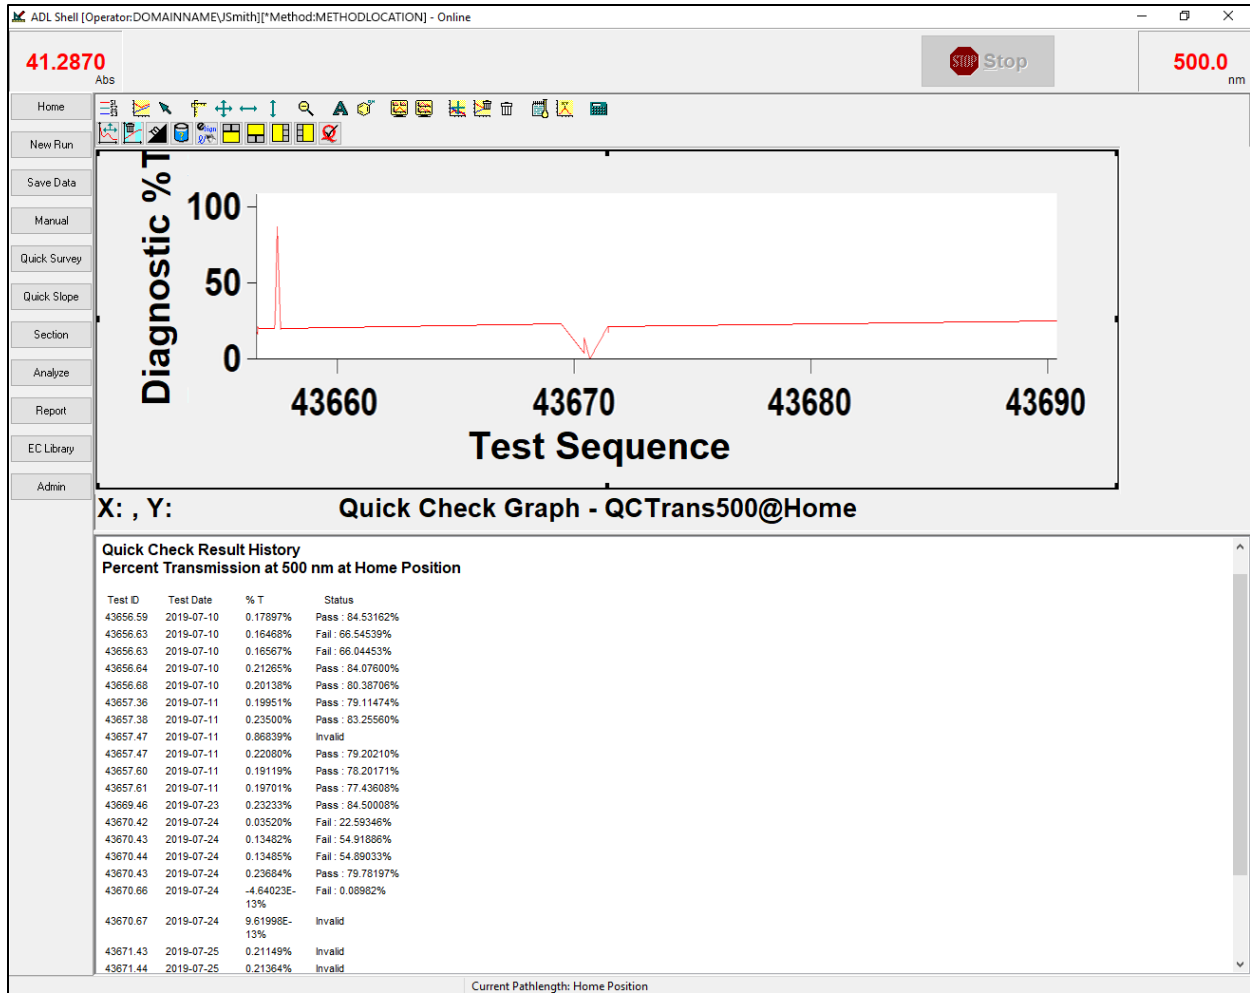 ADL Shell [Operator:DOMAINNAME\JSmith][*Method:METHODLOCATION] - Online
41.2870
Abs
STOP Stop
500.0
nm
Home
New Run
Save Data
Manual
Quick Survey
Quick Slope
Section
Analyze
Report
EC Library
Admin
Diagnostic %T
100
50
0
43660 43670 43680 43690
Test Sequence
X: , Y: Quick Check Graph - QCTrans500@Home
Quick Check Result History
Percent Transmission at 500 nm at Home Position
Test ID Test Date % T Status
43656.59 2019-07-10 0.17897% Pass : 84.53162%
43656.63 2019-07-10 0.16468% Fail : 66.54539%
43656.63 2019-07-10 0.16567% Fail : 66.04453%
43656.64 2019-07-10 0.21265% Pass : 84.07600%
43656.68 2019-07-10 0.20138% Pass : 80.38706%
43657.36 2019-07-11 0.19951% Pass : 79.11474%
43657.38 2019-07-11 0.23500% Pass : 83.25560%
43657.47 2019-07-11 0.86839% Invalid
43657.47 2019-07-11 0.22080% Pass : 79.20210%
43657.60 2019-07-11 0.19119% Pass : 78.20171%
43657.61 2019-07-11 0.19701% Pass : 77.43608%
43669.46 2019-07-23 0.23233% Pass : 84.50008%
43670.42 2019-07-24 0.03520% Fail : 22.59346%
43670.43 2019-07-24 0.13482% Fail : 54.91886%
43670.44 2019-07-24 0.13485% Fail : 54.89033%
43670.43 2019-07-24 0.23684% Pass : 79.78197%
43670.66 2019-07-24 -4.64023E- Fail : 0.08982%
13%
43670.67 2019-07-24 9.61998E- Invalid
13%
43671.43 2019-07-25 0.21149% Invalid
43671.44 2019-07-25 0.21364% Invalid
Current Pathlength: Home Position